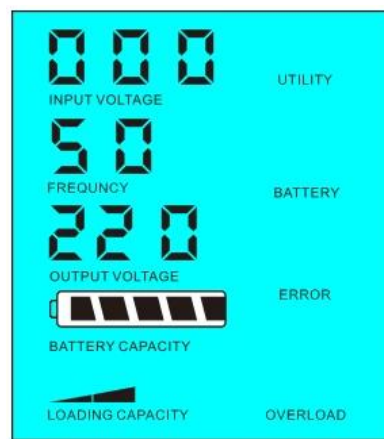 000
UTILITY
INPUT VOLTAGE
50
FREQUNCY
BATTERY
220
OUTPUT VOLTAGE
ERROR
BATTERY CAPACITY
LOADING CAPACITY
OVERLOAD